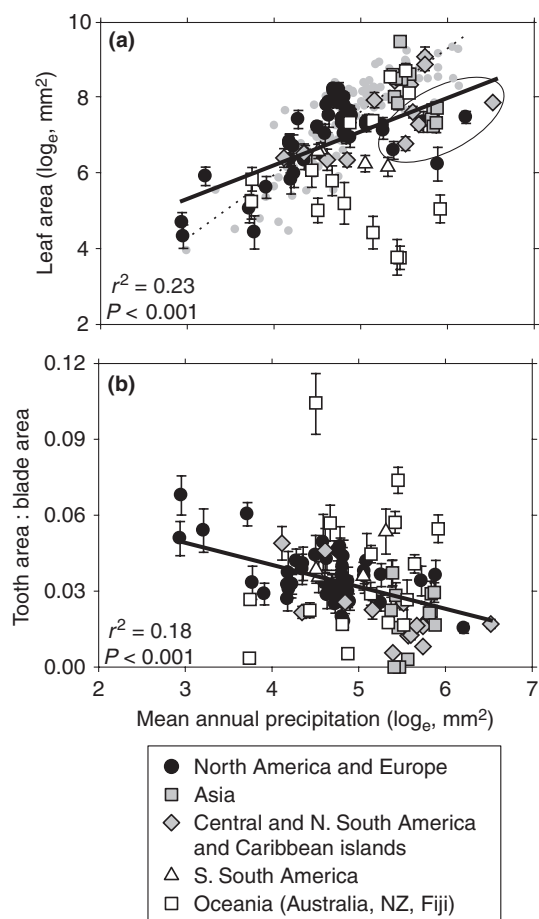 (a)
10
8
6
4
2
Leaf area (logₑ, mm²)
r² = 0.23
P < 0.001
(b)
0.12
0.09
0.06
0.03
0.00
Tooth area : blade area
r² = 0.18
P < 0.001
2 3 4 5 6 7
Mean annual precipitation (logₑ, mm²)
North America and Europe
Asia
Central and N. South America
and Caribbean islands
S. South America
Oceania (Australia, NZ, Fiji)